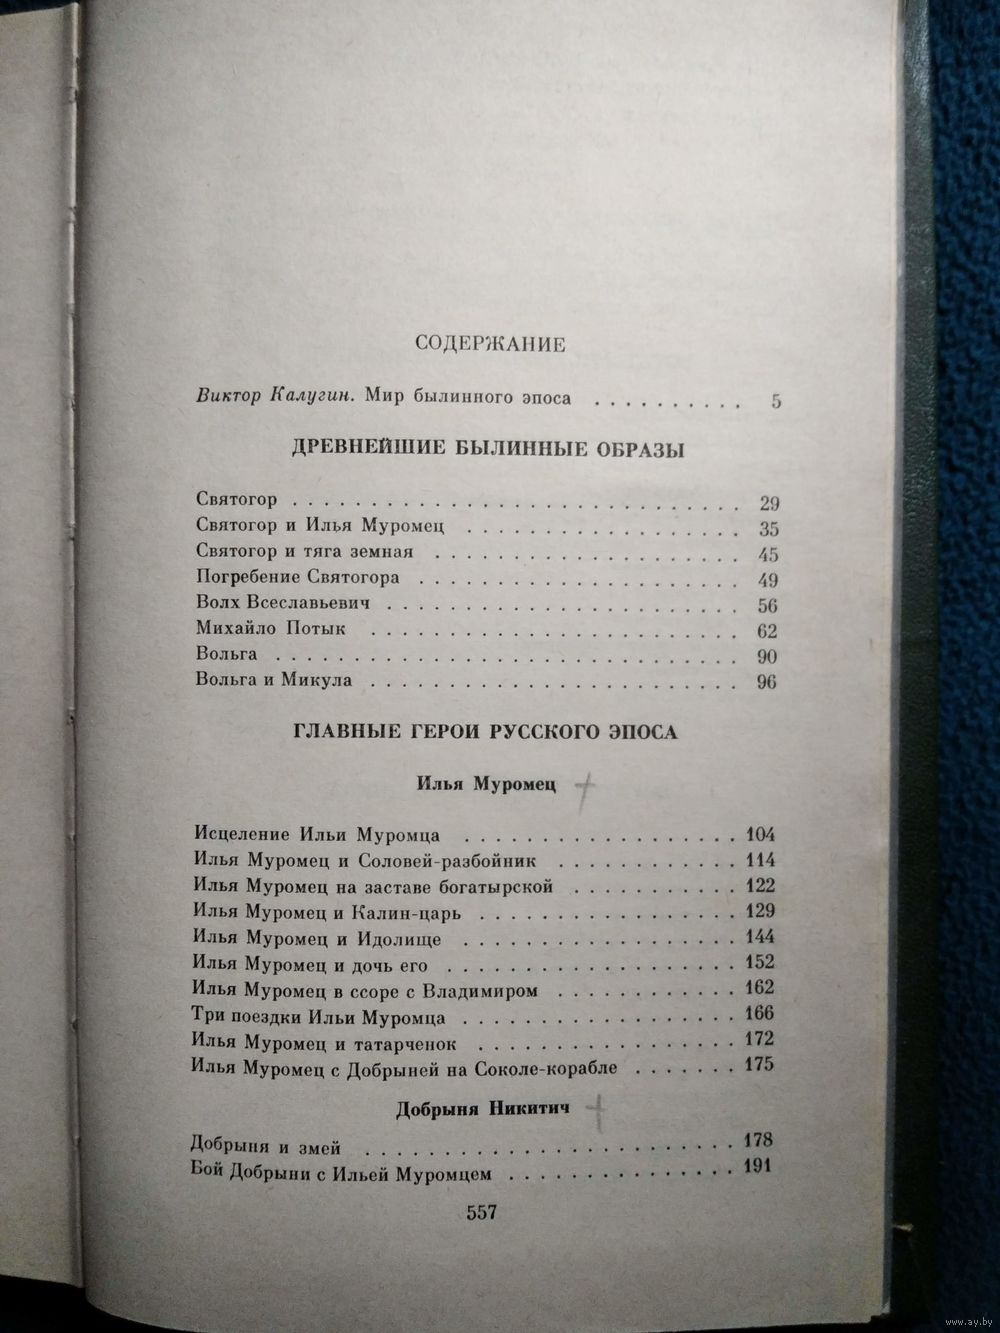 СОДЕРЖАНИЕ
Виктор Калугин. Мир былинного эпоса . . . . . . . . . . 5
ДРЕВНЕЙШИЕ БЫЛИННЫЕ ОБРАЗЫ
Святогор . . . . . . . . . . 29
Святогор и Илья Муромец . . . . . . . . . . 35
Святогор и тяга земная . . . . . . . . . . 45
Погребение Святогора . . . . . . . . . . 49
Волх Всеславьевич . . . . . . . . . . 56
Михайло Потык . . . . . . . . . . 62
Вольга . . . . . . . . . . 90
Вольга и Микула . . . . . . . . . . 96
ГЛАВНЫЕ ГЕРОИ РУССКОГО ЭПОСА
Илья Муромец +
Исцеление Ильи Муромца . . . . . . . . . . 104
Илья Муромец и Соловей-разбойник . . . . . . . . . . 114
Илья Муромец на заставе богатырской . . . . . . . . . . 122
Илья Муромец и Калин-царь . . . . . . . . . . 129
Илья Муромец и Идолище . . . . . . . . . . 144
Илья Муромец и дочь его . . . . . . . . . . 152
Илья Муромец в ссоре с Владимиром . . . . . . . . . . 162
Три поездки Ильи Муромца . . . . . . . . . . 166
Илья Муромец и татарченок . . . . . . . . . . 172
Илья Муромец с Добрыней на Соколе-корабле . . . . . . . 175
Добрыня Никитич +
Добрыня и змей . . . . . . . . . . 178
Бой Добрыни с Ильей Муромцем . . . . . . . . . . 191
557
www.ay.by